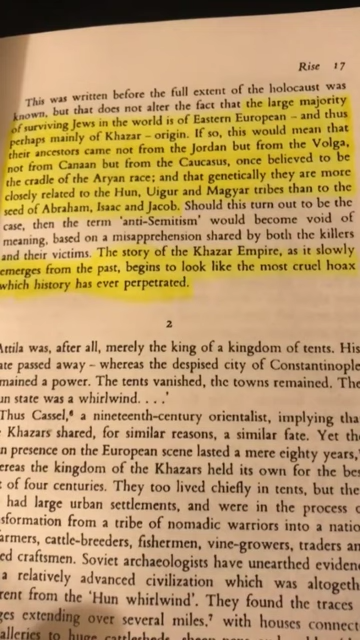 Rise 17
This was written before the full extent of the holocaust was
known, but that does not alter the fact that the large majority
of surviving Jews in the world is of Eastern European – and thus
perhaps mainly of Khazar – origin. If so, this would mean that
their ancestors came not from the Jordan but from the Volga,
not from Canaan but from the Caucasus, once believed to be
the cradle of the Aryan race; and that genetically they are more
closely related to the Hun, Uigur and Magyar tribes than to the
seed of Abraham, Isaac and Jacob. Should this turn out to be the
case, then the term 'anti-Semitism' would become void of
meaning, based on a misapprehension shared by both the killers
and their victims. The story of the Khazar Empire, as it slowly
emerges from the past, begins to look like the most cruel hoax
which history has ever perpetrated.
2
Attila was, after all, merely the king of a kingdom of tents. His
ate passed away – whereas the despised city of Constantinople
mained a power. The tents vanished, the towns remained. The
un state was a whirlwind. . . .'
Thus Cassel,⁶ a nineteenth-century orientalist, implying tha
Khazars shared, for similar reasons, a similar fate. Yet th
n presence on the European scene lasted a mere eighty years,
ereas the kingdom of the Khazars held its own for the bes
of four centuries. They too lived chiefly in tents, but the
had large urban settlements, and were in the process o
sformation from a tribe of nomadic warriors into a natio
armers, cattle-breeders, fishermen, vine-growers, traders an
ed craftsmen. Soviet archaeologists have unearthed eviden
a relatively advanced civilization which was altogeth
rent from the 'Hun whirlwind'. They found the traces
ges extending over several miles,⁷ with houses connect
alleries to huge